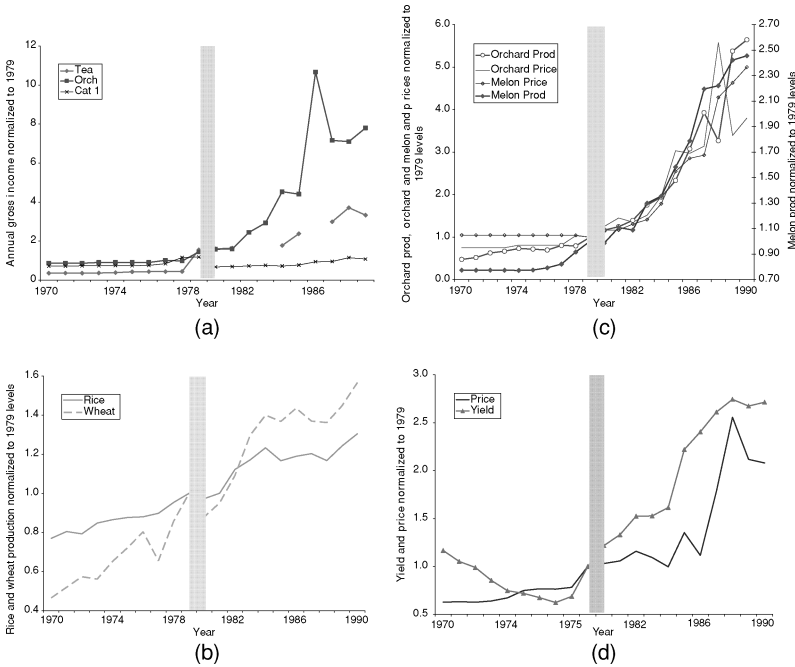 Annual gross income normalized to 1979
12
10
8
6
4
2
0
Tea
Orch
Cat 1
1970
1974
1978
1982
1986
Year
(a)
Orchard prod, orchard and melon and p rices normalized to
1979 levels
6.0
5.0
4.0
3.0
2.0
1.0
0.0
Orchard Prod
Orchard Price
Melon Price
Melon Prod
2.70
2.50
2.30
2.10
1.90
1.70
1.50
1.30
1.10
0.90
0.70
Melon prod normalized to 1979 levels
1970
1974
1978
1982
1986
1990
Year
(c)
Rice and wheat production normalized to 1979 levels
1.6
1.4
1.2
1.0
0.8
0.6
0.4
Rice
Wheat
1970
1974
1978
1982
1986
1990
Year
(b)
Yield and price normalized to 1979
3.0
2.5
2.0
1.5
1.0
0.5
Price
Yield
1970
1975
1980
1986
1990
Year
(d)